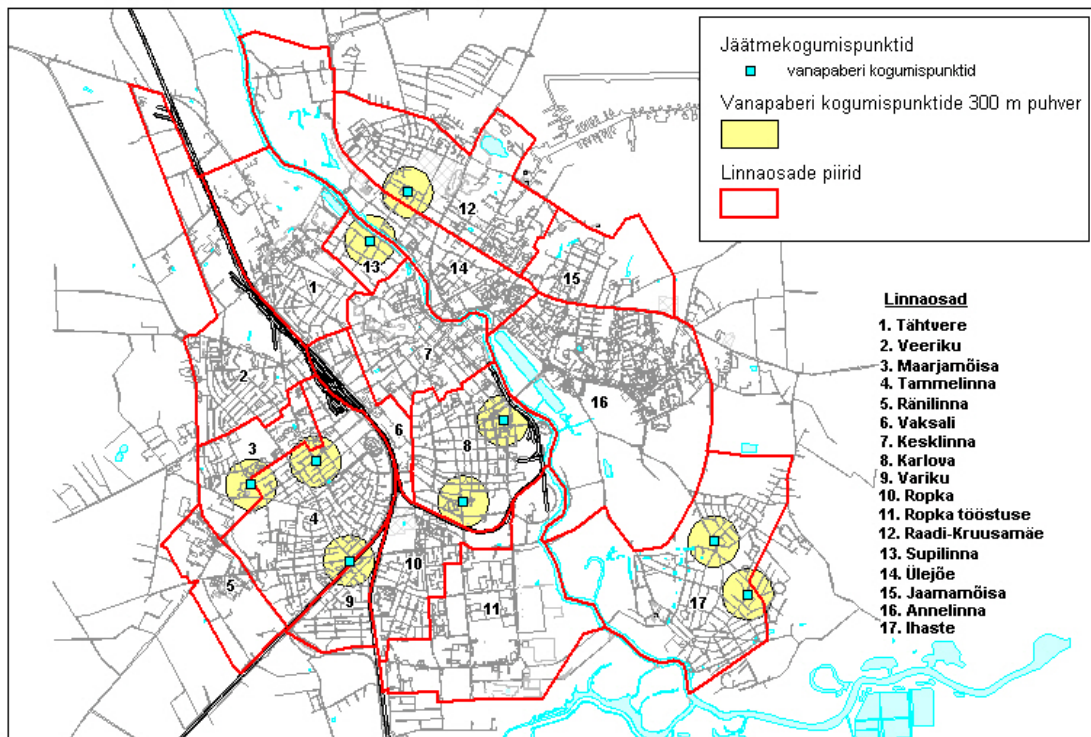 Jäätmekogumispunktid
vanapaberi kogumispunktid
Vanapaberi kogumispunktide 300 m puhver
Linnaosade piirid
Linnaosad
1. Tähtvere
2. Veeriku
3. Maarjamõisa
4. Tammelinna
5. Ränilinna
6. Vaksali
7. Kesklinna
8. Karlova
9. Variku
10. Ropka
11. Ropka tööstuse
12. Raadi-Kruusamäe
13. Supilinna
14. Ülejõe
15. Jaamamõisa
16. Annelinna
17. Ihaste
12
13
14
15
1
7
2
16
6
3
8
4
10
5
9
11
17